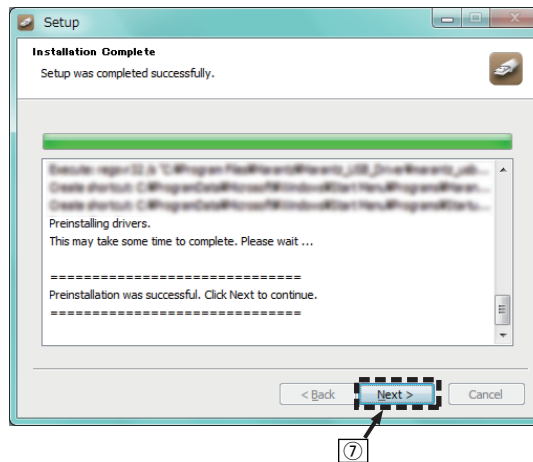 Setup
Installation Complete
Setup was completed successfully.
Preinstalling drivers.
This may take some time to complete. Please wait ...
==============================
Preinstallation was successful. Click Next to continue.
==============================
< Back
Next >
Cancel
⑦